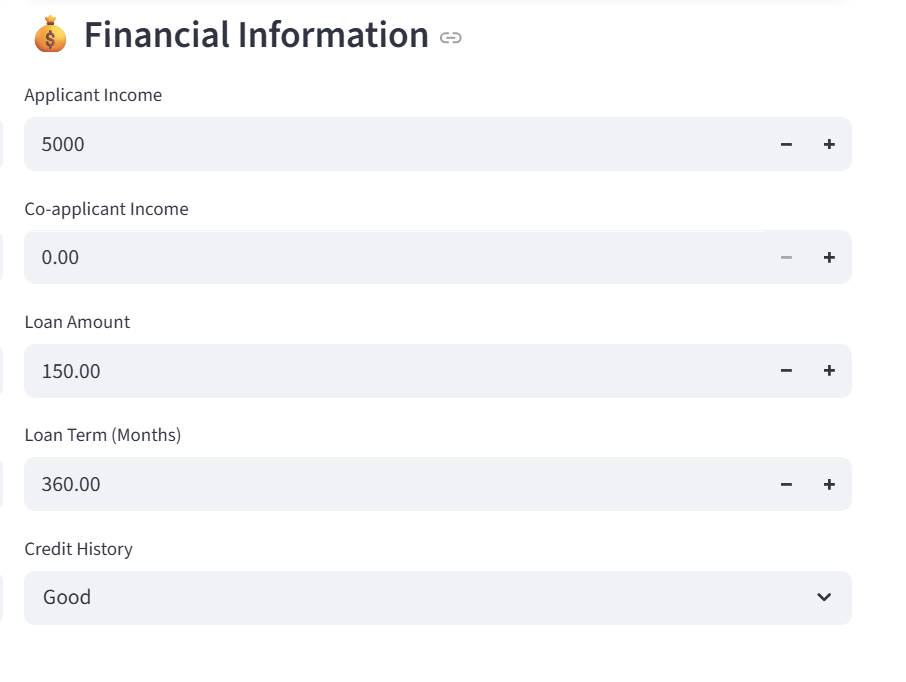 Financial Information
Applicant Income
5000
Co-applicant Income
0.00
Loan Amount
150.00
Loan Term (Months)
360.00
Credit History
Good